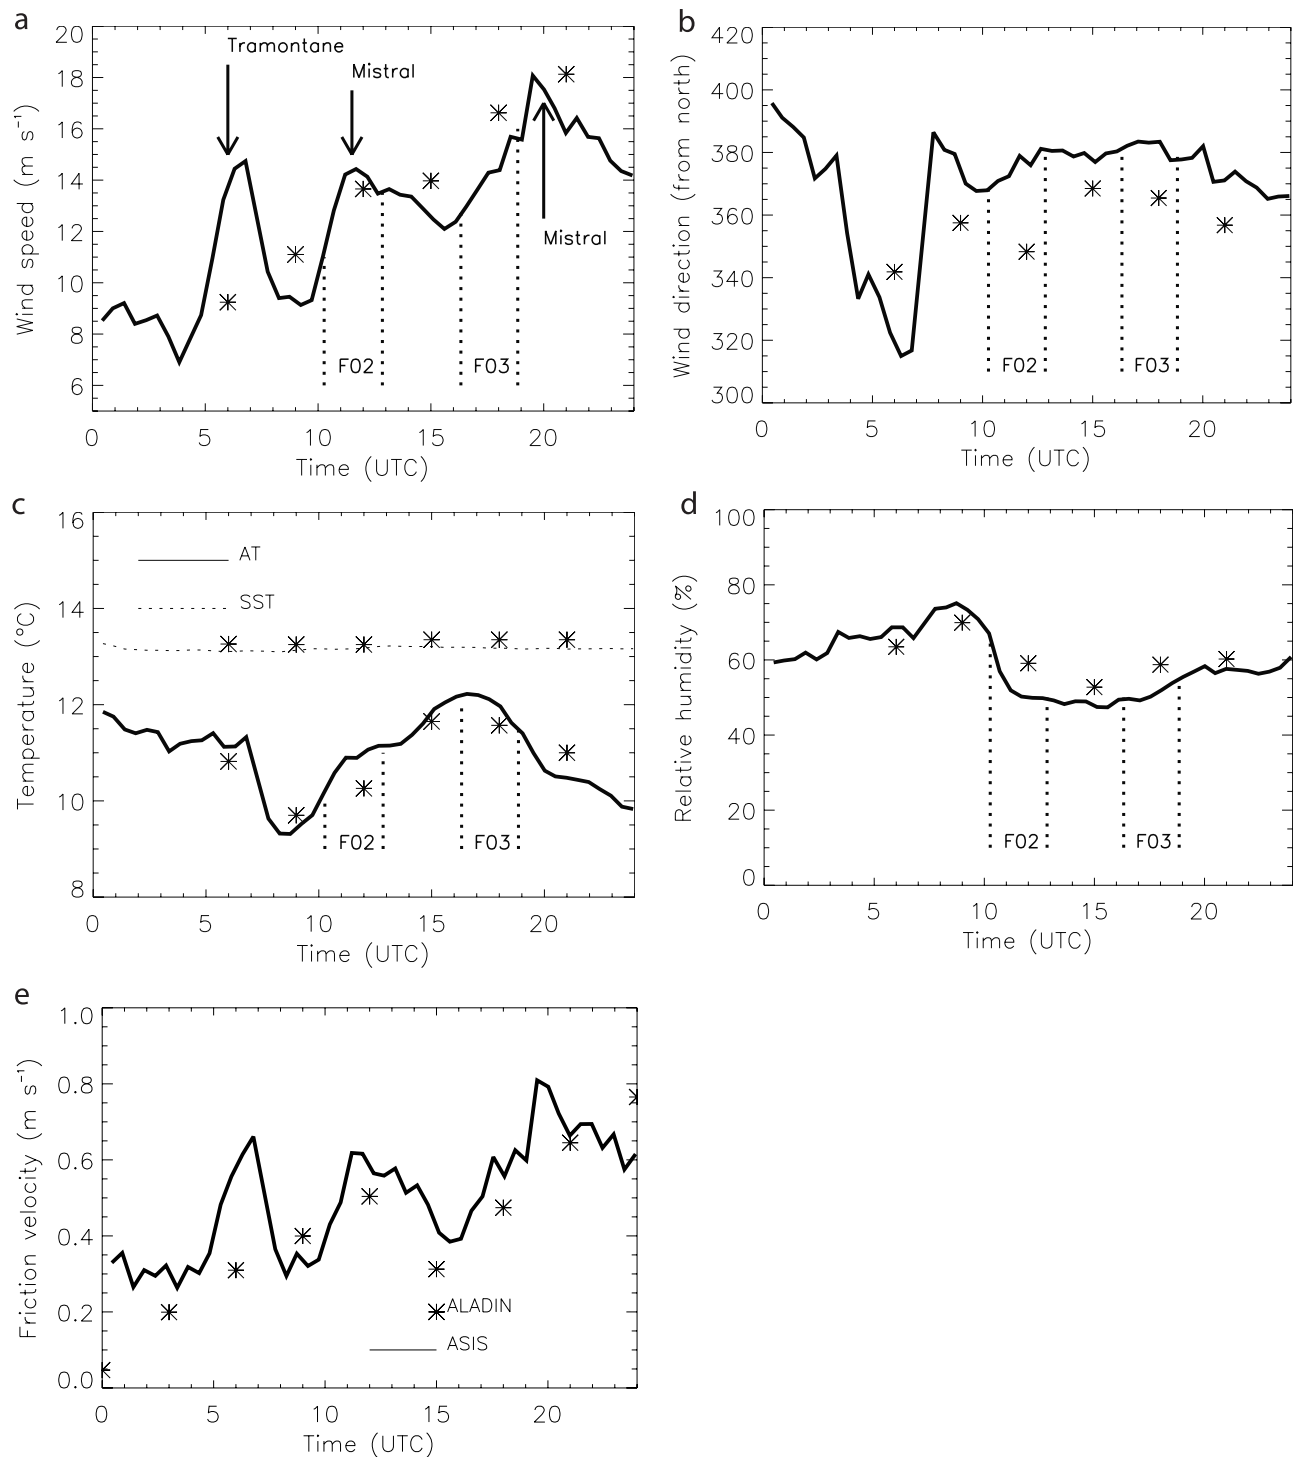 a
20
18
16
14
12
10
8
6
Wind speed (m s⁻¹)
Tramontane
Mistral
Mistral
F02
F03
0
5
10
15
20
Time (UTC)
b
420
400
380
360
340
320
300
Wind direction (from north)
F02
F03
0
5
10
15
20
Time (UTC)
c
16
14
12
10
8
Temperature (°C)
AT
SST
F02
F03
0
5
10
15
20
Time (UTC)
d
100
80
60
40
20
0
Relative humidity (%)
F02
F03
0
5
10
15
20
Time (UTC)
e
1.0
0.8
0.6
0.4
0.2
0.0
Friction velocity (m s⁻¹)
ALADIN
ASIS
0
5
10
15
20
Time (UTC)